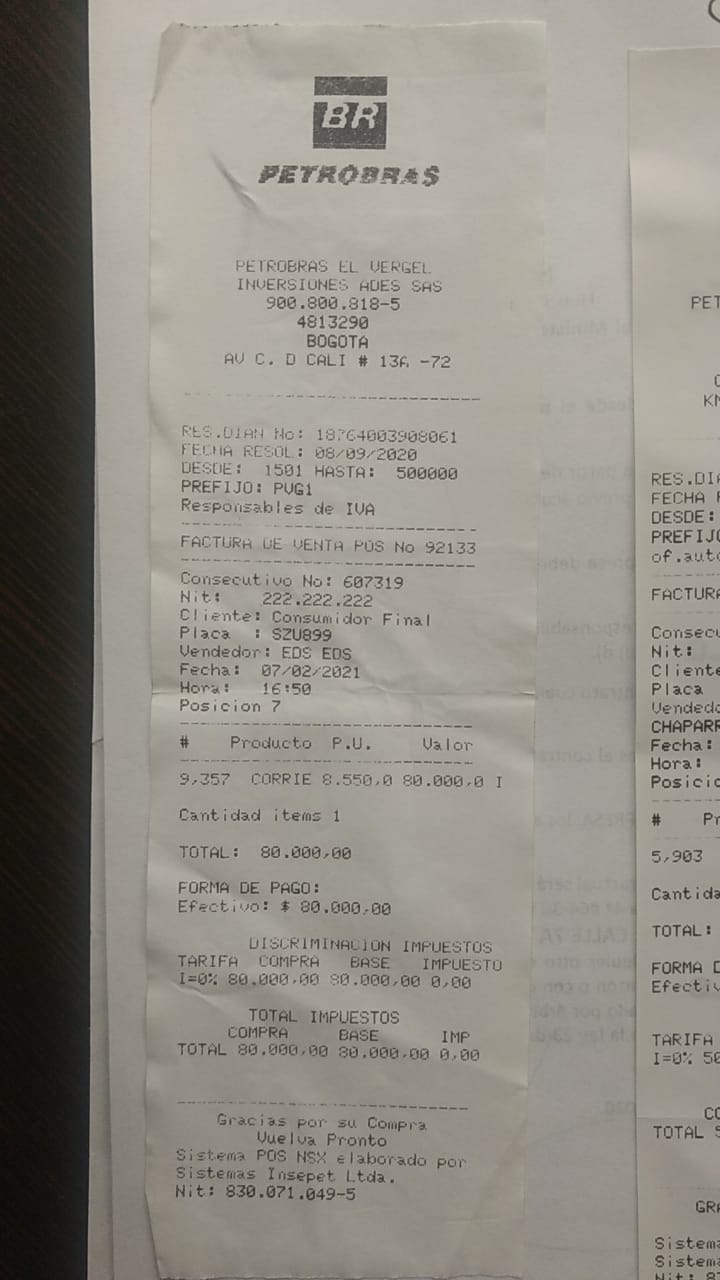 BR
PETROBRAS
PETROBRAS EL VERGEL
INVERSIONES ADES SAS
900.800.818-5
4813290
BOGOTA
AV C. D CALI # 13A -72
RES.DIAN No: 18764003908061
FECHA RESOL: 08/09/2020
DESDE: 1501 HASTA: 500000
PREFIJO: PVG1
Responsables de IVA
FACTURA DE VENTA POS No 92133
Consecutivo No: 607319
Nit: 222.222.222
Cliente: Consumidor Final
Placa : SZU899
Vendedor: EDS EDS
Fecha: 07/02/2021
Hora: 16:50
Posicion 7
# Producto P.U. Valor
9,357 CORRIE 8.550,0 80.000,0 I
Cantidad items 1
TOTAL: 80.000,00
FORMA DE PAGO:
Efectivo: $ 80.000,00
DISCRIMINACION IMPUESTOS
TARIFA COMPRA BASE IMPUESTO
I=0% 80.000,00 80.000,00 0,00
TOTAL IMPUESTOS
COMPRA BASE IMP
TOTAL 80.000,00 80.000,00 0,00
Gracias por su Compra
Vuelva Pronto
Sistema POS NSX elaborado por
Sistemas Insepet Ltda.
Nit: 830.071.049-5
PET
KM
RES.DIA
FECHA
DESDE:
PREFIJO
of.auto
FACTURA
Consecu
Nit:
Cliente
Placa
Vendedo
CHAPARR
Fecha:
Hora:
Posicio
# Pr
5,903
Cantida
TOTAL:
FORMA D
Efectiv
TARIFA
I=0% 50
CO
TOTAL 5
GRA
Sistema
Sistema